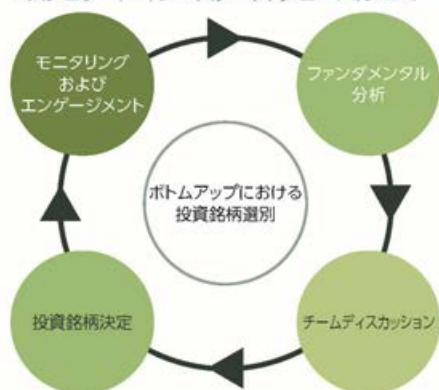 モニタリング
および
エンゲージメント
ファンダメンタル
分析
ボトムアップにおける
投資銘柄選別
投資銘柄決定
チームディスカッション